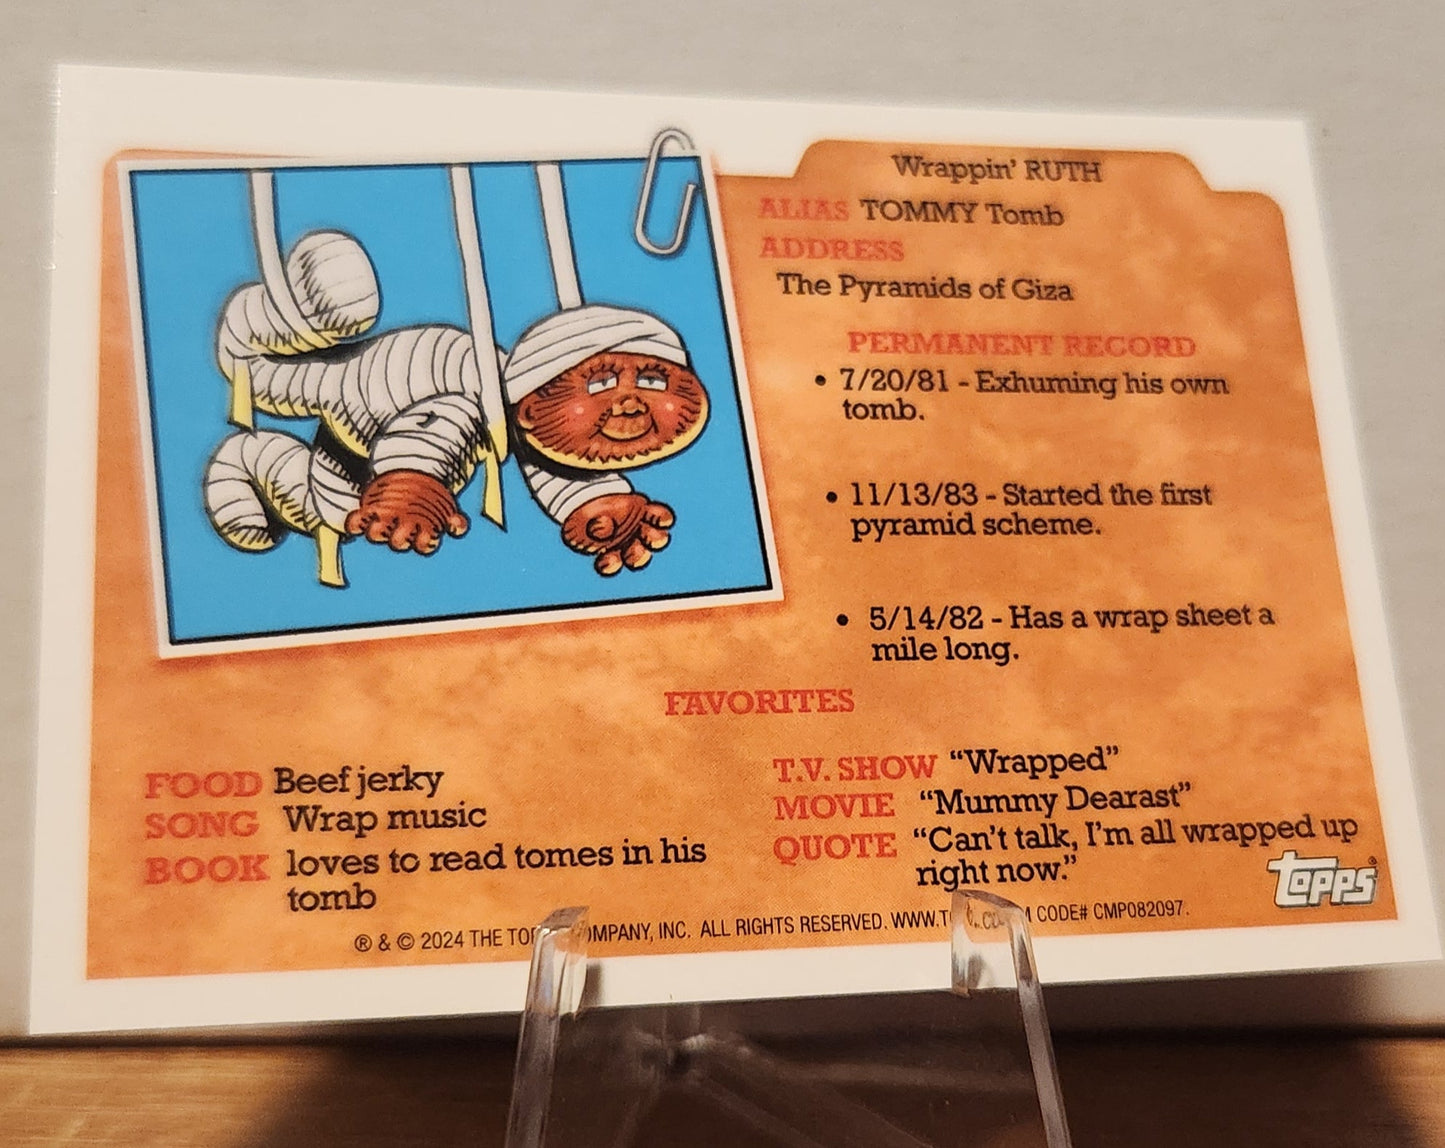 Wrappin' RUTH
ALIAS TOMMY Tomb
ADDRESS
The Pyramids of Giza
PERMANENT RECORD
• 7/20/81 - Exhuming his own
tomb.
• 11/13/83 - Started the first
pyramid scheme.
• 5/14/82 - Has a wrap sheet a
mile long.
FAVORITES
FOOD Beef jerky
SONG Wrap music
BOOK loves to read tomes in his
tomb
T.V. SHOW “Wrapped”
MOVIE “Mummy Dearast”
QUOTE “Can't talk, I'm all wrapped up
right now.”
topps
® & © 2024 THE COMPANY, INC. ALL RIGHTS RESERVED. CODE# CMP082097.